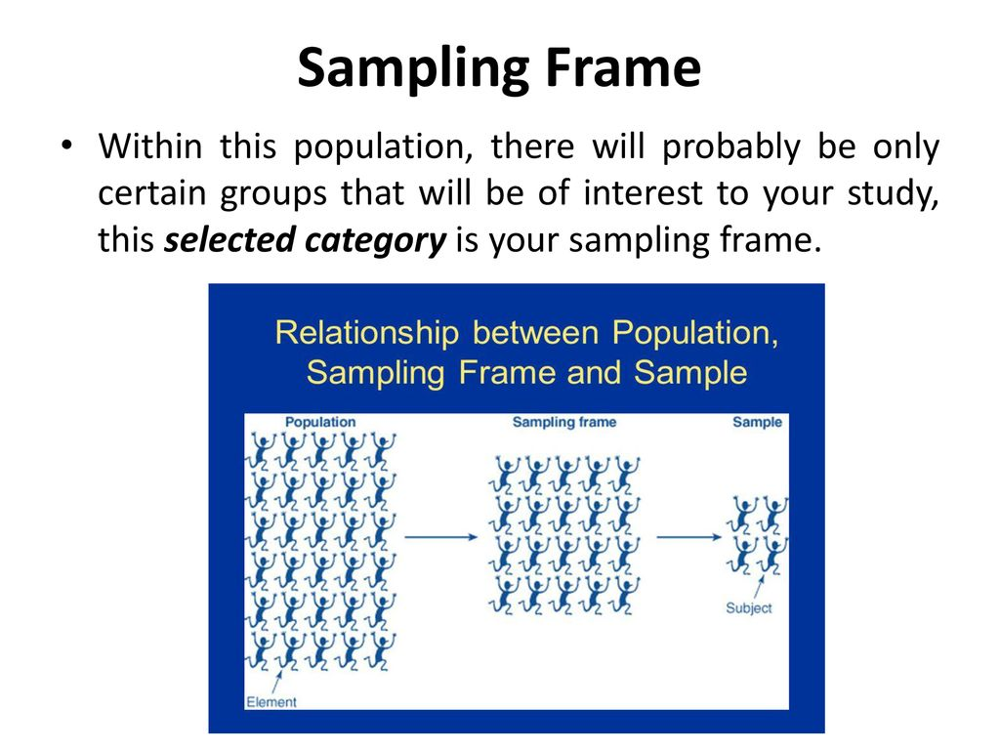 Sampling Frame
• Within this population, there will probably be only
certain groups that will be of interest to your study,
this selected category is your sampling frame.
Relationship between Population,
Sampling Frame and Sample
Population Sampling frame Sample
Subject
Element